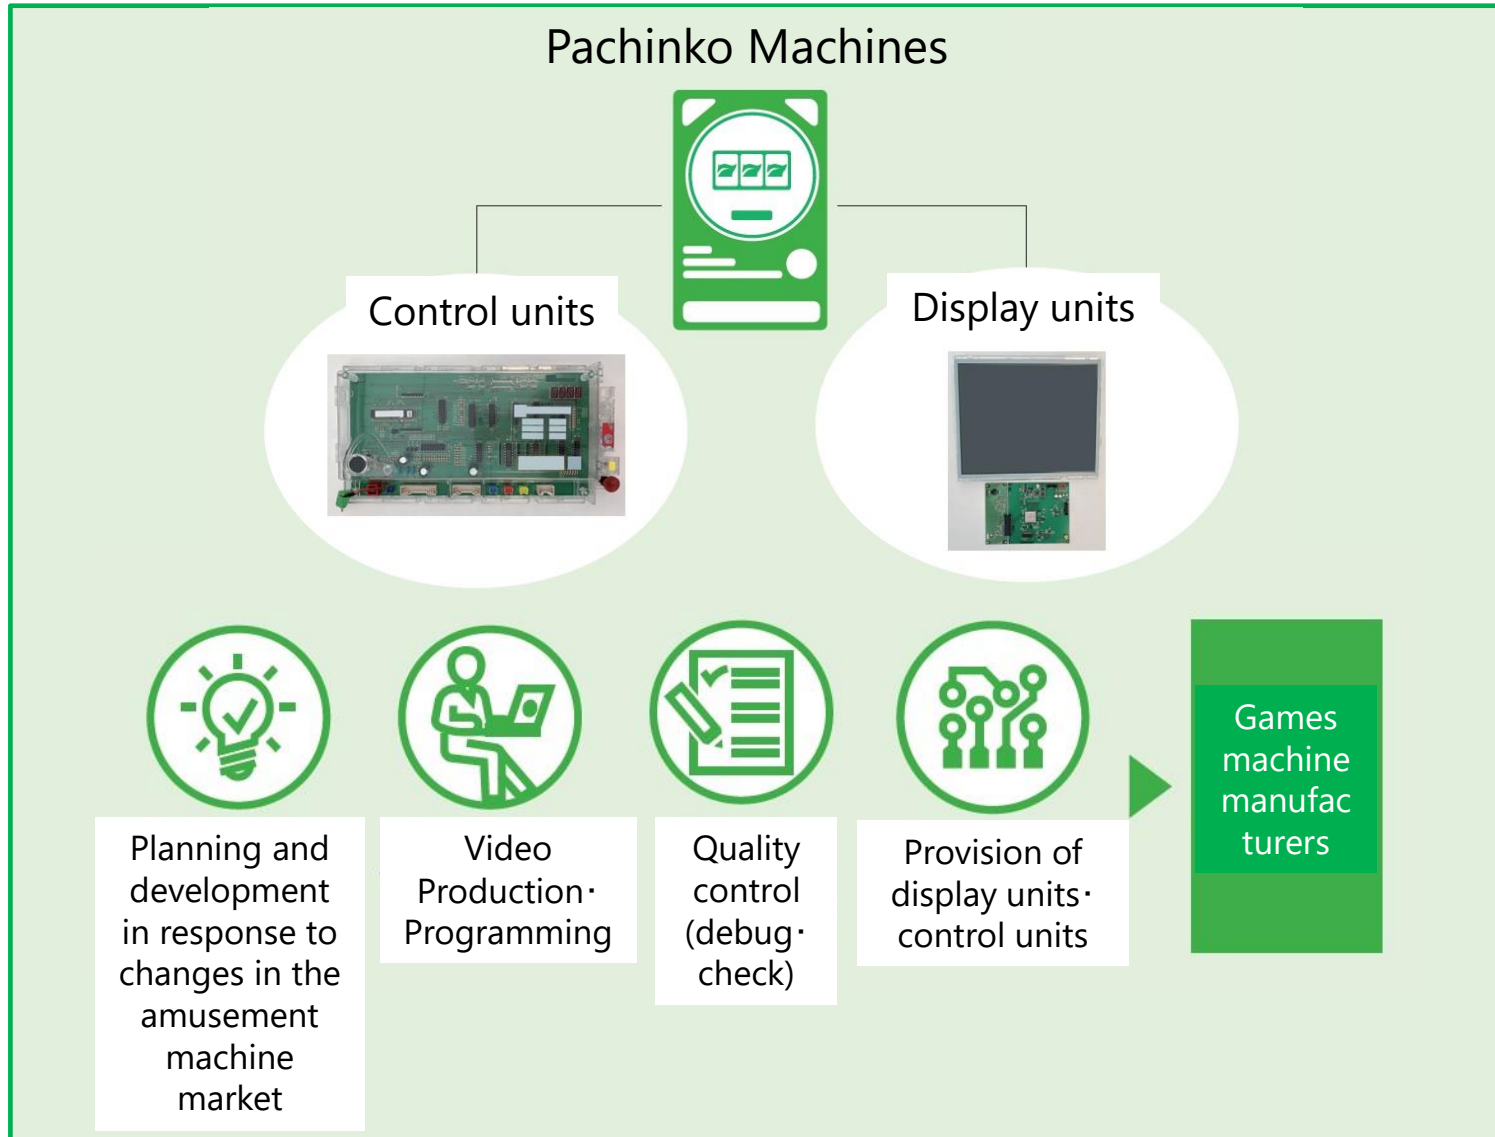 Pachinko Machines
777
Control units
Display units
Planning and
development
in response to
changes in the
amusement
machine
market
Video
Production・
Programming
Quality
control
(debug・
check)
Provision of
display units・
control units
Games
machine
manufac
turers